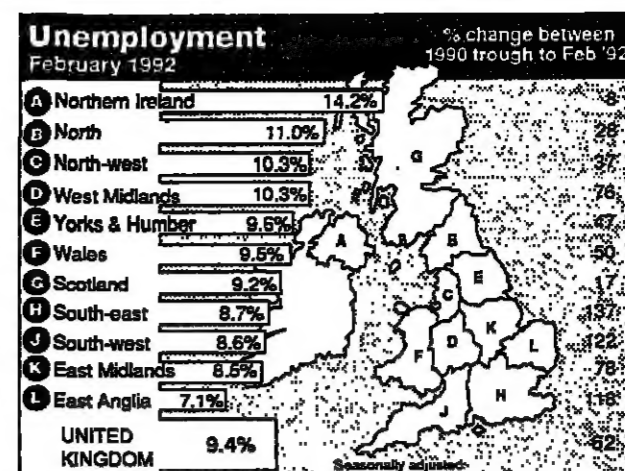 Unemployment
February 1992
% change between
1990 trough to Feb '92
A Northern Ireland 14.2% 8
B North 11.0% 28
C North-west 10.3% 37
D West Midlands 10.3% 76
E Yorks & Humber 47
F Wales 9.5% 50
G Scotland 9.2% 17
H South-east 8.7% 137
J South-west 8.6% 122
K East Midlands 8.5% 78
L East Anglia 7.1% 118
UNITED
KINGDOM
9.4% 62
G
A
B
E
C
K
L
D
F
H
J
Seasonally adjusted